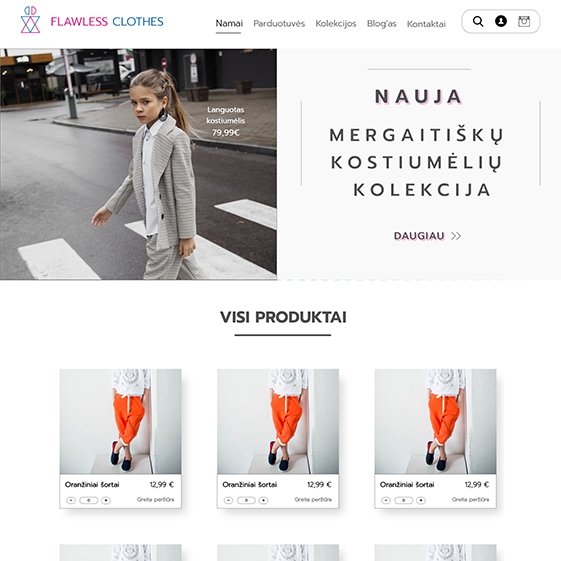 FLAWLESS CLOTHES
Namai Parduotuvės Kolekcijos Blog'as Kontaktai
Languotas
kostiumėlis
79,99€
NAUJA
MERGAITIŠKŲ
KOSTIUMĖLIŲ
KOLEKCIJA
DAUGIAU
VISI PRODUKTAI
Oranžiniai šortai 12,99 €
- 0 + Greita peržiūra
Oranžiniai šortai 12,99 €
- 0 + Greita peržiūra
Oranžiniai šortai 12,99 €
- 0 + Greita peržiūra